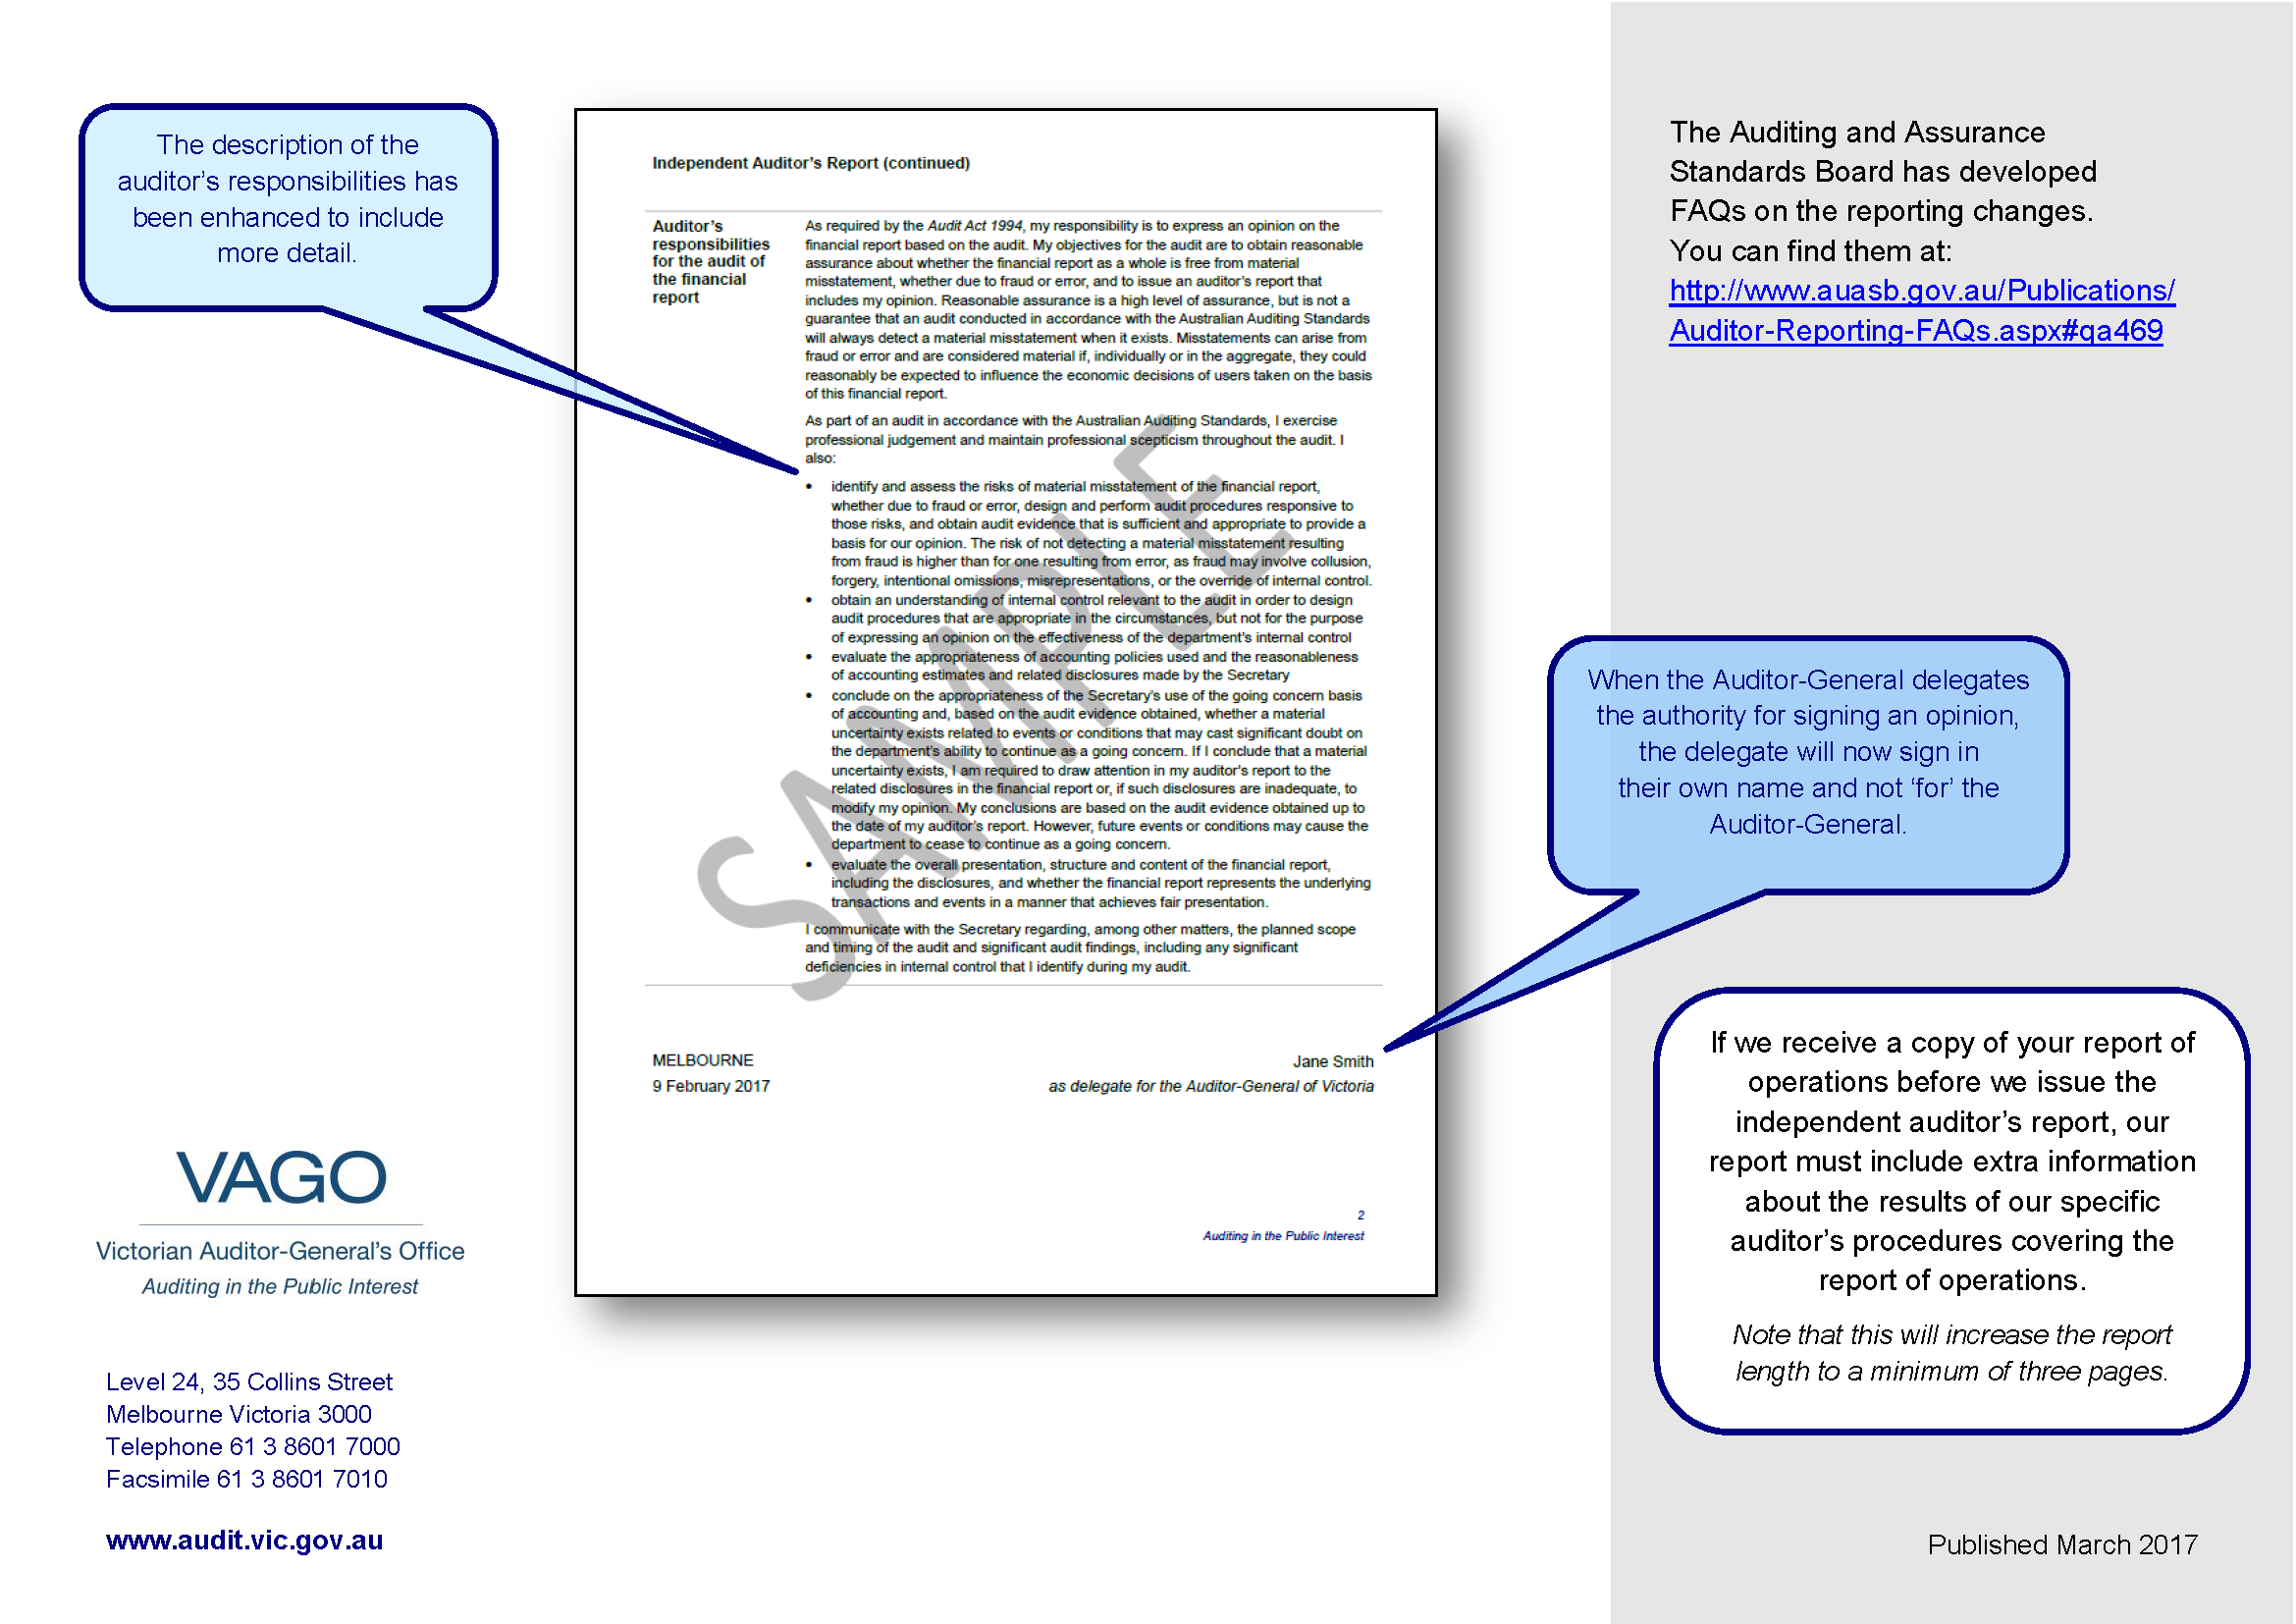 The description of the
auditor's responsibilities has
been enhanced to include
more detail.
Independent Auditor's Report (continued)
Auditor's
responsibilities
for the audit of
the financial
report
As required by the Audit Act 1994, my responsibility is to express an opinion on the
financial report based on the audit. My objectives for the audit are to obtain reasonable
assurance about whether the financial report as a whole is free from material
misstatement, whether due to fraud or error, and to issue an auditor's report that
includes my opinion. Reasonable assurance is a high level of assurance, but is not a
guarantee that an audit conducted in accordance with the Australian Auditing Standards
will always detect a material misstatement when it exists. Misstatements can arise from
fraud or error and are considered material if, individually or in the aggregate, they could
reasonably be expected to influence the economic decisions of users taken on the basis
of this financial report.
As part of an audit in accordance with the Australian Auditing Standards, I exercise
professional judgement and maintain professional scepticism throughout the audit. I
also:
• identify and assess the risks of material misstatement of the financial report,
whether due to fraud or error, design and perform audit procedures responsive to
those risks, and obtain audit evidence that is sufficient and appropriate to provide a
basis for our opinion. The risk of not detecting a material misstatement resulting
from fraud is higher than for one resulting from error, as fraud may involve collusion,
forgery, intentional omissions, misrepresentations, or the override of internal control.
• obtain an understanding of internal control relevant to the audit in order to design
audit procedures that are appropriate in the circumstances, but not for the purpose
of expressing an opinion on the effectiveness of the department's internal control
• evaluate the appropriateness of accounting policies used and the reasonableness
of accounting estimates and related disclosures made by the Secretary
• conclude on the appropriateness of the Secretary's use of the going concern basis
of accounting and, based on the audit evidence obtained, whether a material
uncertainty exists related to events or conditions that may cast significant doubt on
the department's ability to continue as a going concern. If I conclude that a material
uncertainty exists, I am required to draw attention in my auditor's report to the
related disclosures in the financial report or, if such disclosures are inadequate, to
modify my opinion. My conclusions are based on the audit evidence obtained up to
the date of my auditor's report. However, future events or conditions may cause the
department to cease to continue as a going concern.
• evaluate the overall presentation, structure and content of the financial report,
including the disclosures, and whether the financial report represents the underlying
transactions and events in a manner that achieves fair presentation.
I communicate with the Secretary regarding, among other matters, the planned scope
and timing of the audit and significant audit findings, including any significant
deficiencies in internal control that I identify during my audit.
SAMPLE
MELBOURNE
9 February 2017
Jane Smith
as delegate for the Auditor-General of Victoria
2
Auditing in the Public Interest
The Auditing and Assurance
Standards Board has developed
FAQs on the reporting changes.
You can find them at:
http://www.auasb.gov.au/Publications/
Auditor-Reporting-FAQs.aspx#qa469
When the Auditor-General delegates
the authority for signing an opinion,
the delegate will now sign in
their own name and not ‘for’ the
Auditor-General.
If we receive a copy of your report of
operations before we issue the
independent auditor's report, our
report must include extra information
about the results of our specific
auditor's procedures covering the
report of operations.
Note that this will increase the report
length to a minimum of three pages.
VAGO
Victorian Auditor-General's Office
Auditing in the Public Interest
Level 24, 35 Collins Street
Melbourne Victoria 3000
Telephone 61 3 8601 7000
Facsimile 61 3 8601 7010
www.audit.vic.gov.au
Published March 2017